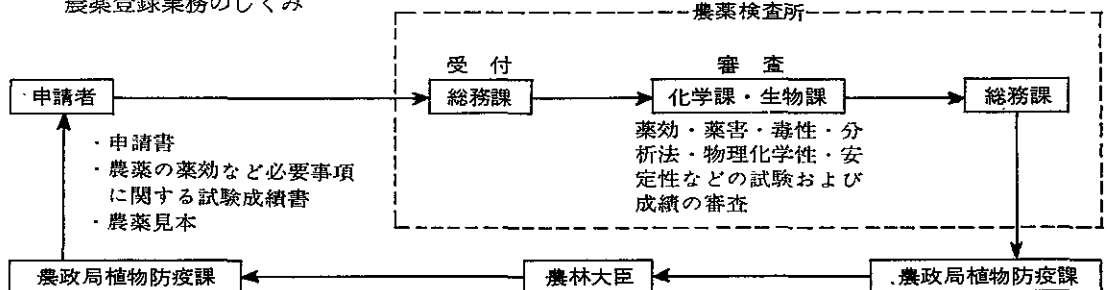 農薬登録業務のしくみ
農薬検査所
受　付
審　査
申請者
総務課
化学課・生物課
総務課
・申請書
・農薬の薬効など必要事項
に関する試験成績書
・農薬見本
薬効・薬害・毒性・分
析法・物理化学性・安
定性などの試験および
成績の審査
農政局植物防疫課
農林大臣
農政局植物防疫課